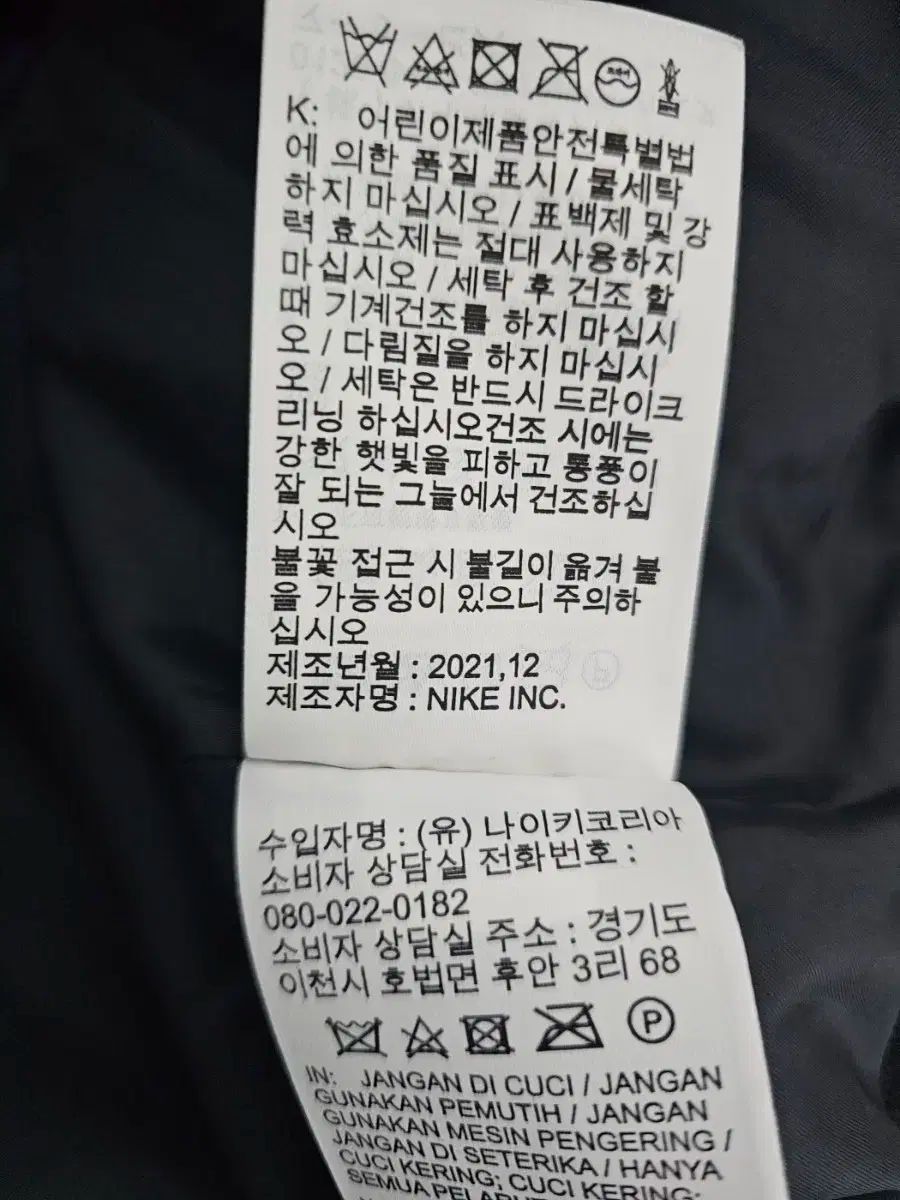 K: 어린이제품안전특별법
에 의한 품질 표시 / 물세탁
하지 마십시오 / 표백제 및 강
력 효소제는 절대 사용하지
마십시오 / 세탁 후 건조 할
때 기계건조를 하지 마십시
오 / 다림질을 하지 마십시
오 / 세탁은 반드시 드라이크
리닝 하십시오건조 시에는
강한 햇빛을 피하고 통풍이
잘 되는 그늘에서 건조하십
시오
불꽃 접근 시 불길이 옮겨 붙
을 가능성이 있으니 주의하
십시오
제조년월 : 2021,12
제조자명 : NIKE INC.
수입자명 : (유) 나이키코리아
소비자 상담실 전화번호 :
080-022-0182
소비자 상담실 주소 : 경기도
이천시 호법면 후안 3리 68
P
IN: JANGAN DI CUCI / JANGAN
GUNAKAN PEMUTIH / JANGAN
GUNAKAN MESIN PENGERING /
JANGAN DI SETERIKA / HANYA
CUCI KERING; CUCI KERING:
SEMUA